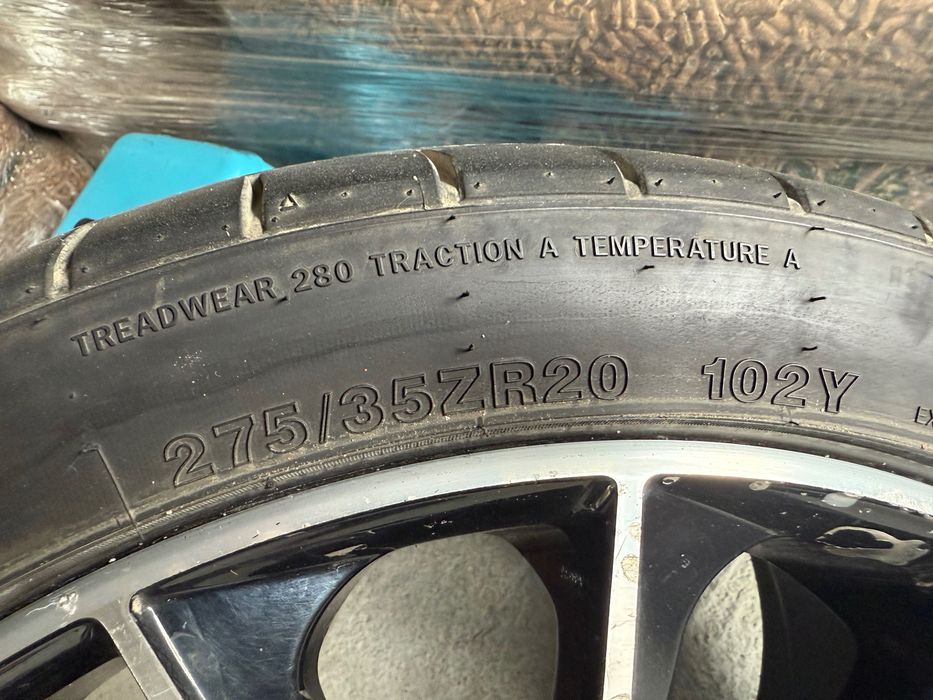 TREADWEAR 280 TRACTION A TEMPERATURE A
275/35ZR20 102Y